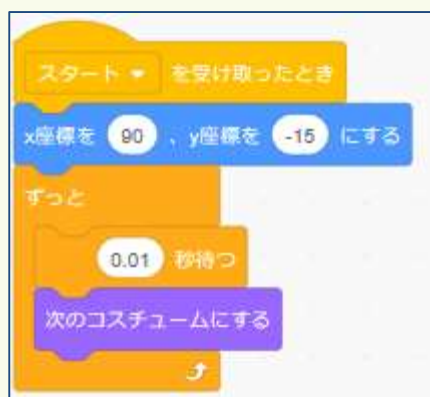 スタート を受け取ったとき
x座標を 90 、y座標を -15 にする
ずっと
0.01 秒待つ
次のコスチュームにする